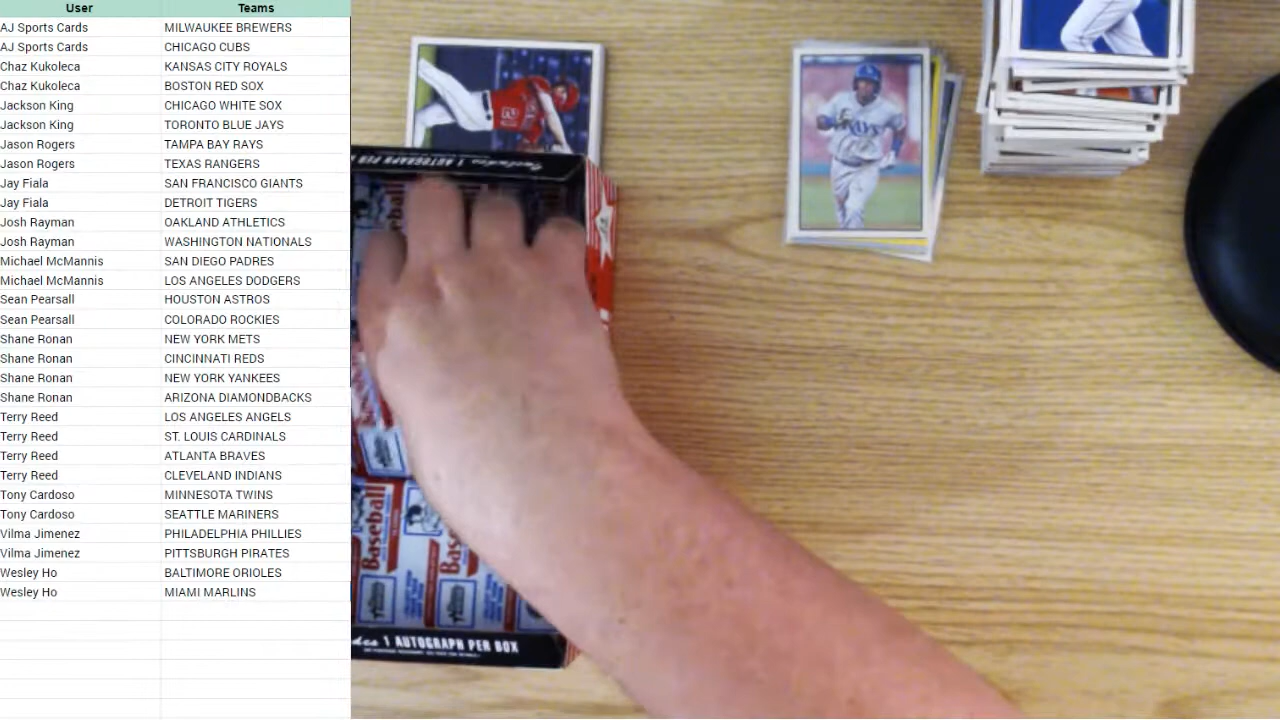 User Teams
AJ Sports Cards MILWAUKEE BREWERS
AJ Sports Cards CHICAGO CUBS
Chaz Kukoleca KANSAS CITY ROYALS
Chaz Kukoleca BOSTON RED SOX
Jackson King CHICAGO WHITE SOX
Jackson King TORONTO BLUE JAYS
Jason Rogers TAMPA BAY RAYS
Jason Rogers TEXAS RANGERS
Jay Fiala SAN FRANCISCO GIANTS
Jay Fiala DETROIT TIGERS
Josh Rayman OAKLAND ATHLETICS
Josh Rayman WASHINGTON NATIONALS
Michael McMannis SAN DIEGO PADRES
Michael McMannis LOS ANGELES DODGERS
Sean Pearsall HOUSTON ASTROS
Sean Pearsall COLORADO ROCKIES
Shane Ronan NEW YORK METS
Shane Ronan CINCINNATI REDS
Shane Ronan NEW YORK YANKEES
Shane Ronan ARIZONA DIAMONDBACKS
Terry Reed LOS ANGELES ANGELS
Terry Reed ST. LOUIS CARDINALS
Terry Reed ATLANTA BRAVES
Terry Reed CLEVELAND INDIANS
Tony Cardoso MINNESOTA TWINS
Tony Cardoso SEATTLE MARINERS
Vilma Jimenez PHILADELPHIA PHILLIES
Vilma Jimenez PITTSBURGH PIRATES
Wesley Ho BALTIMORE ORIOLES
Wesley Ho MIAMI MARLINS
1 AUTOGRAPH PER
RAYS
Baseball
1 AUTOGRAPH PER BOX